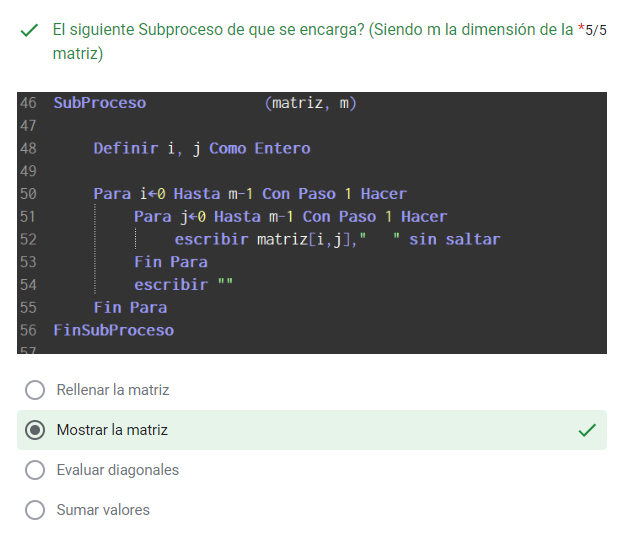 El siguiente Subproceso de que se encarga? (Siendo m la dimensión de la *5/5
matriz)
46 SubProceso (matriz, m)
47
48 Definir i, j Como Entero
49
50 Para i←0 Hasta m-1 Con Paso 1 Hacer
51 Para j←0 Hasta m-1 Con Paso 1 Hacer
52 escribir matriz[i,j],"   " sin saltar
53 Fin Para
54 escribir ""
55 Fin Para
56 FinSubProceso
57
Rellenar la matriz
Mostrar la matriz
Evaluar diagonales
Sumar valores